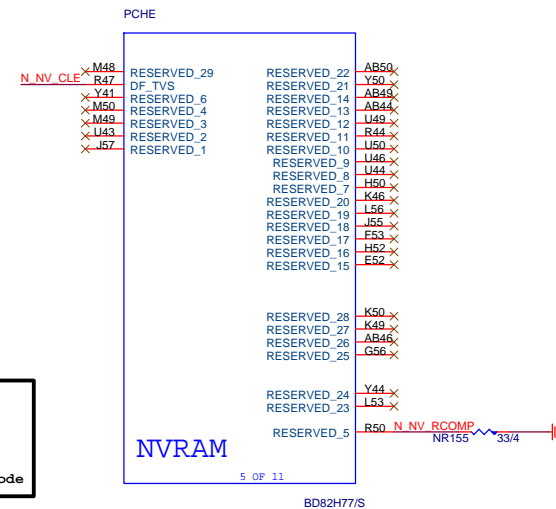 PCHE
M48 RESERVED_29 RESERVED_22 AB50
N_NV_CLE R47 DF_TVS RESERVED_21 Y50
Y41 RESERVED_6 RESERVED_14 AB49
M50 RESERVED_4 RESERVED_13 AB44
M49 RESERVED_3 RESERVED_12 U49
U43 RESERVED_2 RESERVED_11 R44
J57 RESERVED_1 RESERVED_10 U50
RESERVED_9 U46
RESERVED_8 U44
RESERVED_7 H50
RESERVED_20 K46
RESERVED_19 L56
RESERVED_18 J55
RESERVED_17 F53
RESERVED_16 H52
RESERVED_15 E52
RESERVED_28 K50
RESERVED_27 K49
RESERVED_26 AB46
RESERVED_25 G56
RESERVED_24 Y44
RESERVED_23 L53
RESERVED_5 R50 N_NV_RCOMP
NR155 33/4
NVRAM
5 OF 11
ode
BD82H77/S